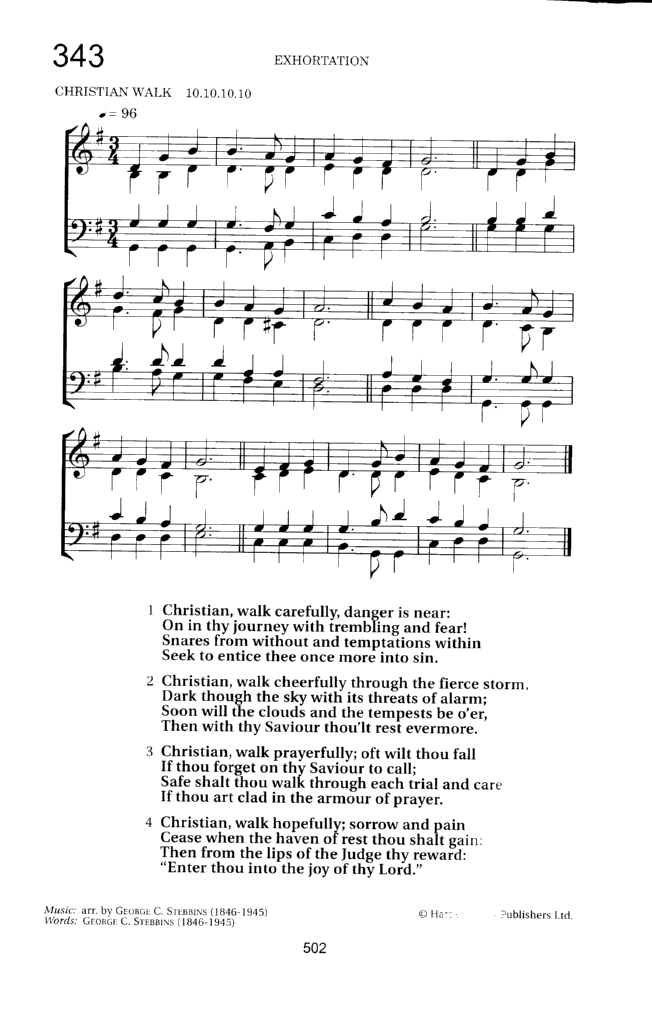 343
EXHORTATION
CHRISTIAN WALK 10.10.10.10
♩= 96
1 Christian, walk carefully, danger is near:
On in thy journey with trembling and fear!
Snares from without and temptations within
Seek to entice thee once more into sin.
2 Christian, walk cheerfully through the fierce storm,
Dark though the sky with its threats of alarm;
Soon will the clouds and the tempests be o'er,
Then with thy Saviour thou'lt rest evermore.
3 Christian, walk prayerfully; oft wilt thou fall
If thou forget on thy Saviour to call;
Safe shalt thou walk through each trial and care
If thou art clad in the armour of prayer.
4 Christian, walk hopefully; sorrow and pain
Cease when the haven of rest thou shalt gain:
Then from the lips of the Judge thy reward:
“Enter thou into the joy of thy Lord.”
Music: arr. by GEORGE C. STEBBINS (1846-1945)
Words: GEORGE C. STEBBINS (1846-1945)
© Publishers Ltd.
502